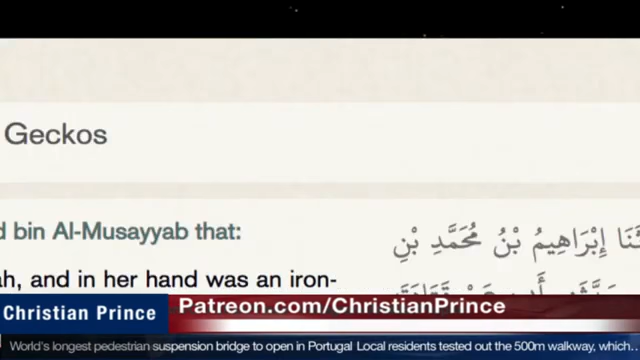 Geckos
d bin Al-Musayyab that:
ثَنَا إِبْرَاهِيمُ بْنُ مُحَمَّدِ بْنِ
ah, and in her hand was an iron-
Christian Prince
Patreon.com/ChristianPrince
World's longest pedestrian suspension bridge to open in Portugal Local residents tested out the 500m walkway, which...